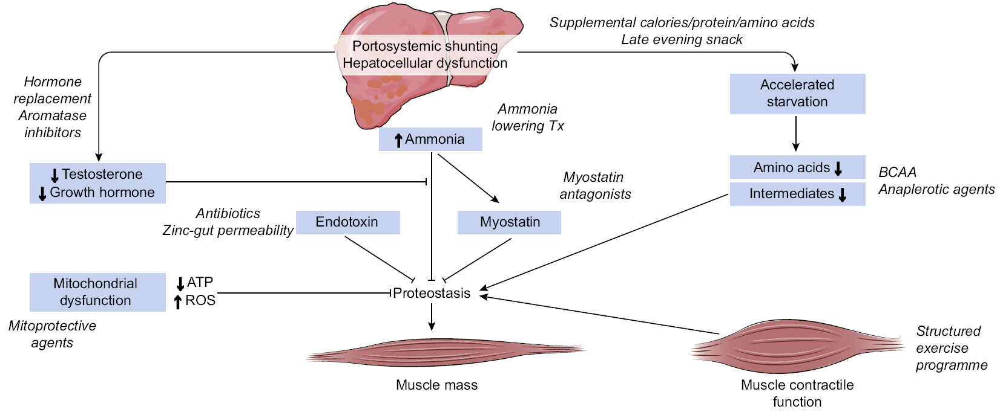 Supplemental calories/protein/amino acids
Late evening snack
Portosystemic shunting
Hepatocellular dysfunction
Hormone
replacement
Aromatase
inhibitors
Accelerated
starvation
Ammonia
lowering Tx
↑ Ammonia
↓ Testosterone
↓ Growth hormone
Amino acids ↓
Intermediates ↓
BCAA
Anaplerotic agents
Myostatin
antagonists
Antibiotics
Zinc-gut permeability
Endotoxin
Myostatin
Mitochondrial
dysfunction
↓ ATP
↑ ROS
Proteostasis
Mitoprotective
agents
Structured
exercise
programme
Muscle mass
Muscle contractile
function